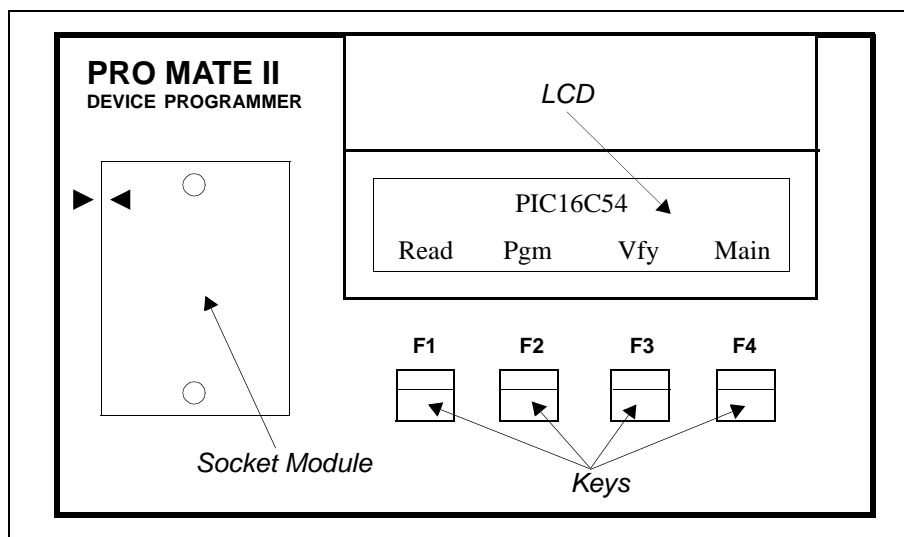 PRO MATE II
DEVICE PROGRAMMER
LCD
PIC16C54
Read Pgm Vfy Main
F1 F2 F3 F4
Socket Module
Keys